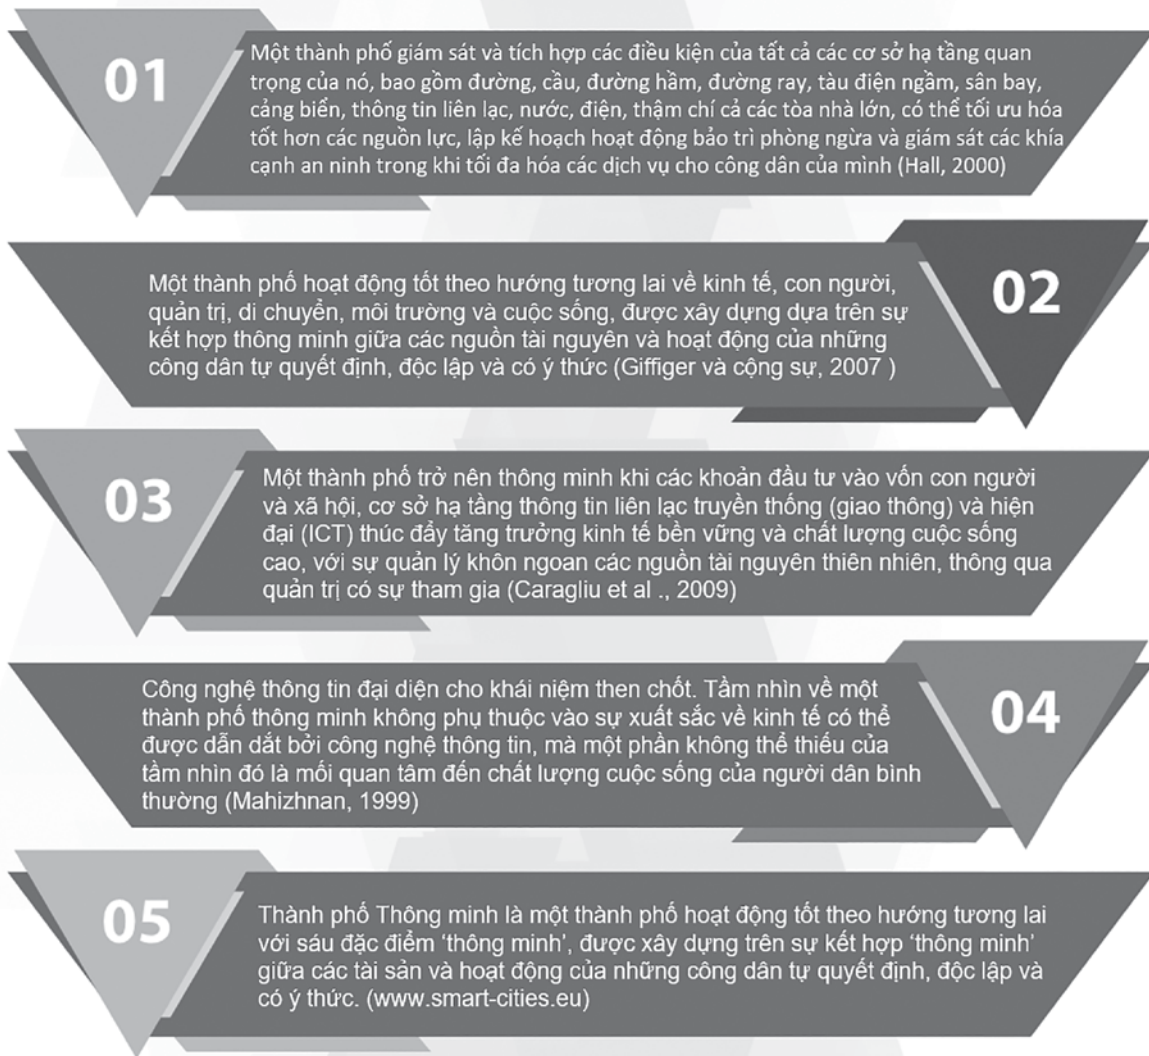 01
Một thành phố giám sát và tích hợp các điều kiện của tất cả các cơ sở hạ tầng quan
trọng của nó, bao gồm đường, cầu, đường hầm, đường ray, tàu điện ngầm, sân bay,
cảng biển, thông tin liên lạc, nước, điện, thậm chí cả các tòa nhà lớn, có thể tối ưu hóa
tốt hơn các nguồn lực, lập kế hoạch hoạt động bảo trì phòng ngừa và giám sát các khía
cạnh an ninh trong khi tối đa hóa các dịch vụ cho công dân của mình (Hall, 2000)
Một thành phố hoạt động tốt theo hướng tương lai về kinh tế, con người,
quản trị, di chuyển, môi trường và cuộc sống, được xây dựng dựa trên sự
kết hợp thông minh giữa các nguồn tài nguyên và hoạt động của những
công dân tự quyết định, độc lập và có ý thức (Giffiger và cộng sự, 2007 )
02
03
Một thành phố trở nên thông minh khi các khoản đầu tư vào vốn con người
và xã hội, cơ sở hạ tầng thông tin liên lạc truyền thống (giao thông) và hiện
đại (ICT) thúc đẩy tăng trưởng kinh tế bền vững và chất lượng cuộc sống
cao, với sự quản lý khôn ngoan các nguồn tài nguyên thiên nhiên, thông qua
quản trị có sự tham gia (Caragliu et al ., 2009)
Công nghệ thông tin đại diện cho khái niệm then chốt. Tầm nhìn về một
thành phố thông minh không phụ thuộc vào sự xuất sắc về kinh tế có thể
được dẫn dắt bởi công nghệ thông tin, mà một phần không thể thiếu của
tầm nhìn đó là mối quan tâm đến chất lượng cuộc sống của người dân bình
thường (Mahizhnan, 1999)
04
05
Thành phố Thông minh là một thành phố hoạt động tốt theo hướng tương lai
với sáu đặc điểm ‘thông minh’, được xây dựng trên sự kết hợp ‘thông minh’
giữa các tài sản và hoạt động của những công dân tự quyết định, độc lập và
có ý thức. (www.smart-cities.eu)